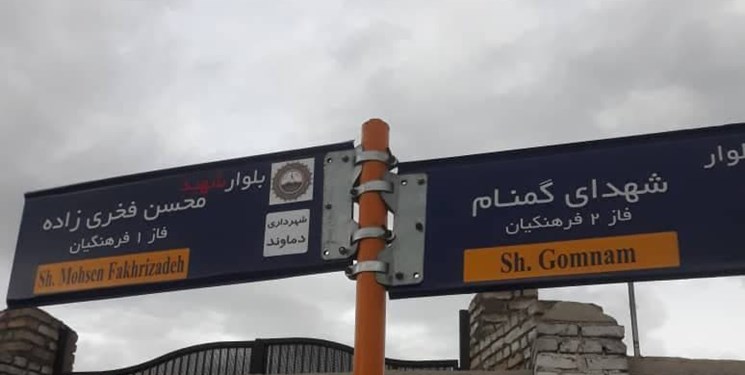 بلوار شهید
محسن فخری زاده
فاز ۱ فرهنگیان
Sh. Mohsen Fakhrizadeh
شهرداری
دماوند
بلوار
شهدای گمنام
فاز ۲ فرهنگیان
Sh. Gomnam